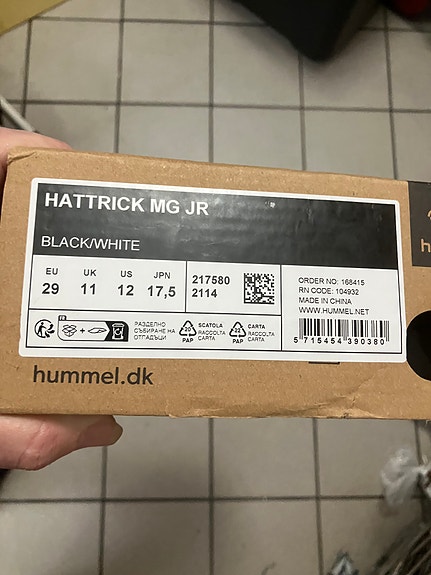 HATTRICK MG JR
BLACK/WHITE
EU UK US JPN
29 11 12 17,5
217580
2114
ORDER NO: 168415
RN CODE: 104932
MADE IN CHINA
WWW.HUMMEL.NET
5 715454 390380
FR
РАЗДЕЛНО
СЪБИРАНЕ НА
ОТПАДЪЦИ
20
PAP
SCATOLA
RACCOLTA
CARTA
PAP
CARTA
RACCOLTA
CARTA
hummel.dk
h